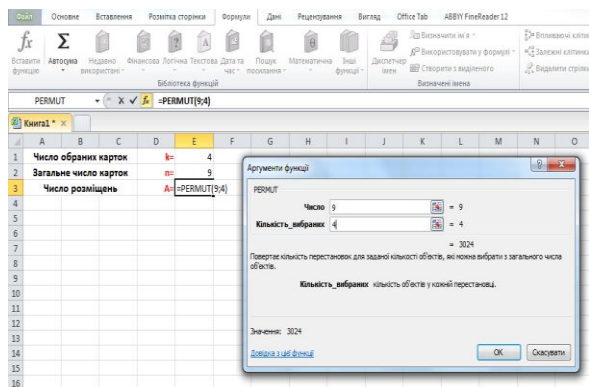 Файл Основне Вставлення Розмітка сторінки Формули Дані Рецензування Вигляд Office Tab ABBYY FineReader 12
fx Σ
Вставити функцію Автосума Недавно використані Фінансова Логічна Текстова Дата та час Пошук посилання Математична Інші функції Диспетчер імен
Визначити ім'я
Використовувати у формулі
Створити з виділеного
Впливаючі клітин
Залежні клітинки
Видалити стрілки
Бібліотека функцій Визначені імена
PERMUT fx =PERMUT(9;4)
Книга1 *
A B C D E F G H I J K L M N O
1 Число обраних карток k= 4
2 Загальне число карток n= 9
3 Число розміщень A= =PERMUT(9;4)
4
5
6
7
8
9
10
11
12
13
14
15
16
Аргументи функції
PERMUT
Число 9 = 9
Кількість_вибраних 4 = 4
= 3024
Повертає кількість перестановок для заданої кількості об'єктів, які можна вибрати з загального числа
об'єктів.
Кількість_вибраних кількість об'єктів у кожній перестановці.
Значення: 3024
Довідка з цієї функції
OK Скасувати